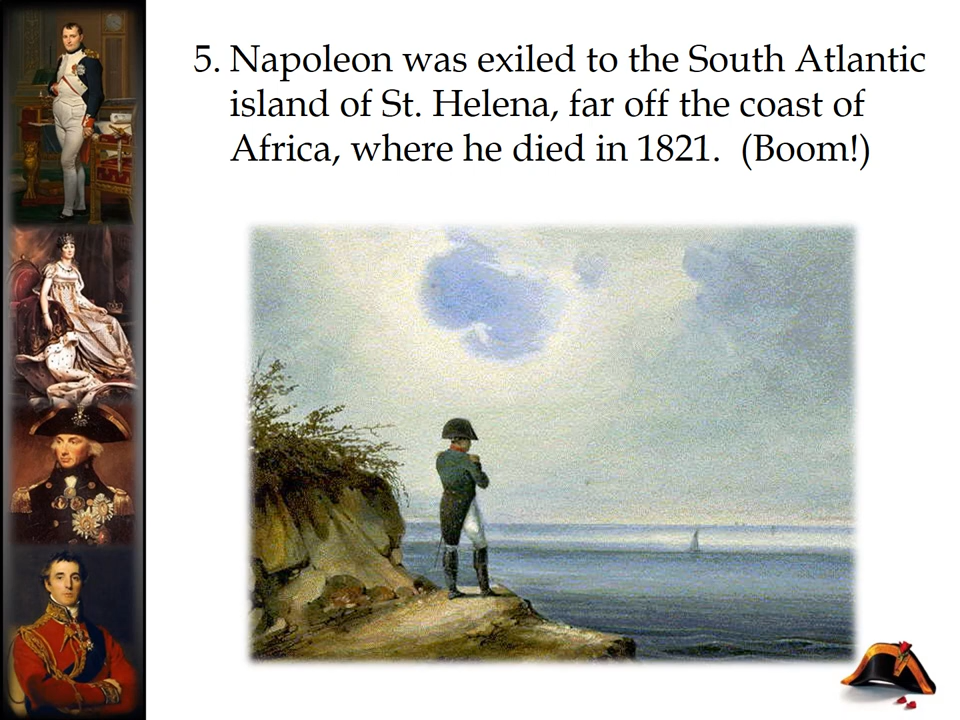 5. Napoleon was exiled to the South Atlantic
island of St. Helena, far off the coast of
Africa, where he died in 1821.  (Boom!)